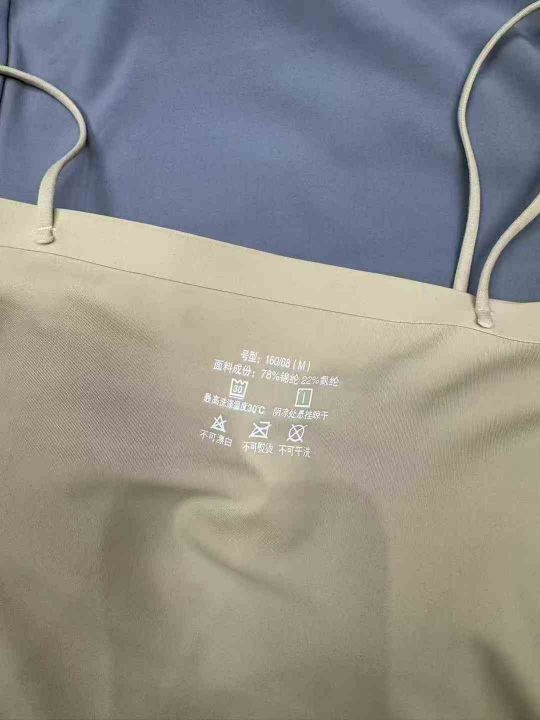 号型：160/68（M）
面料成份：78%锦纶 22%氨纶
30
最高洗涤温度30℃ 阴凉处悬挂晾干
不可漂白 不可熨烫 不可干洗